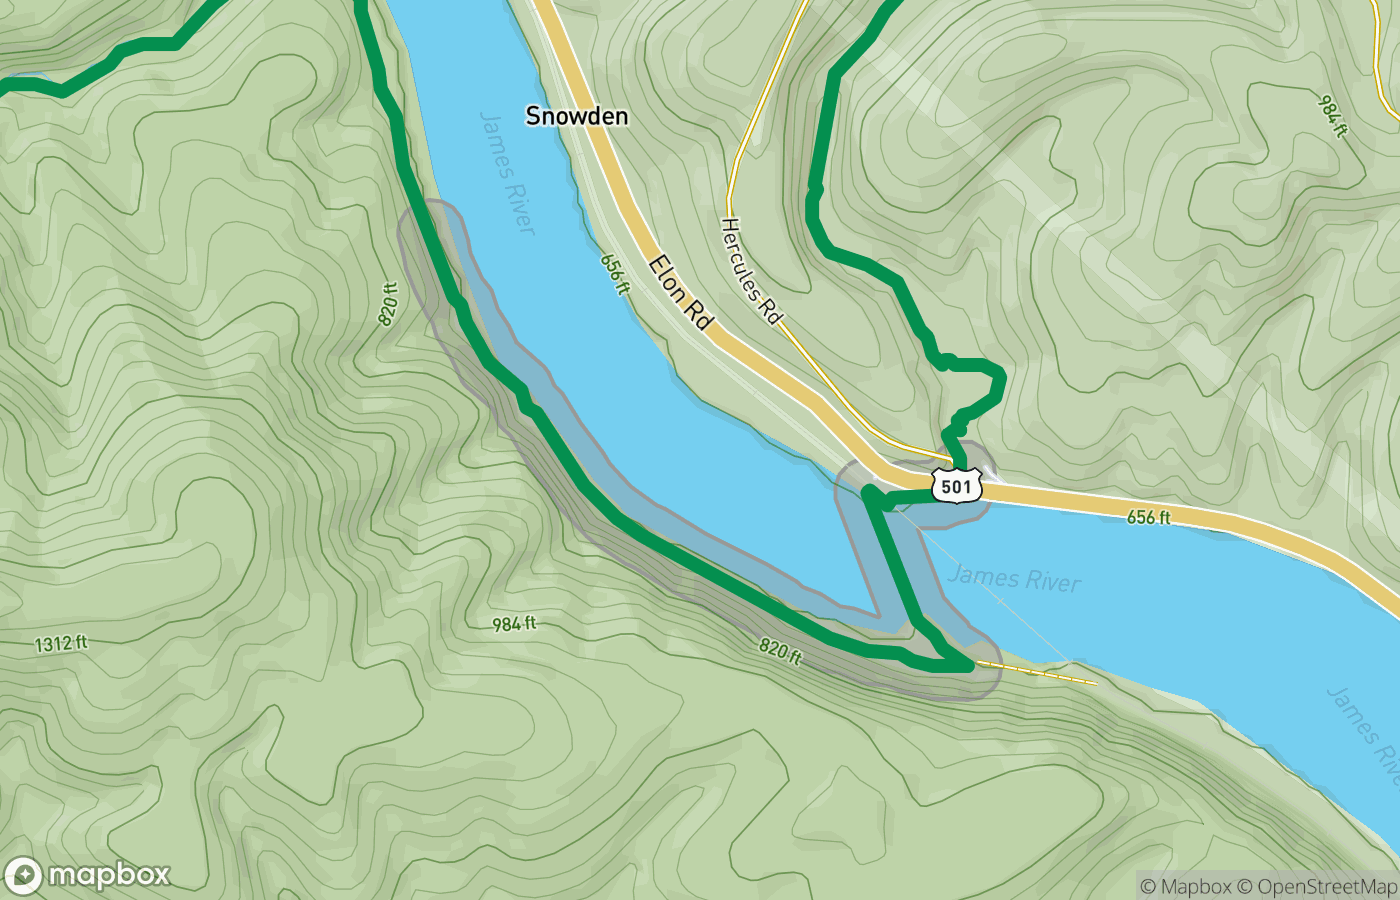 James River
Snowden
984 ft
Hercules Rd
656 ft
Elon Rd
820 ft
501
656 ft
James River
984 ft
1312 ft
820 ft
James River
mapbox
© Mapbox © OpenStreetMap